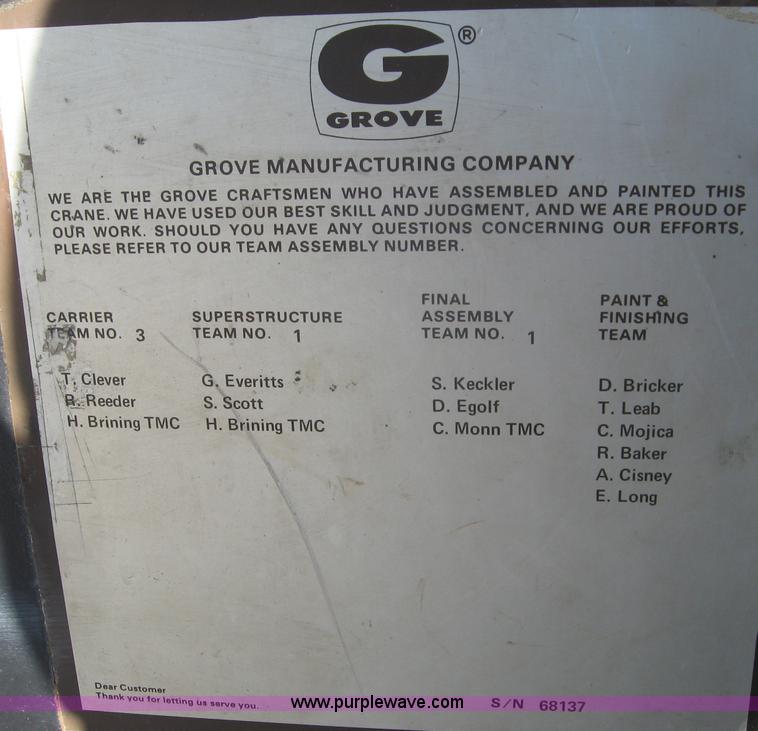 G ®
GROVE
GROVE MANUFACTURING COMPANY
WE ARE THE GROVE CRAFTSMEN WHO HAVE ASSEMBLED AND PAINTED THIS
CRANE. WE HAVE USED OUR BEST SKILL AND JUDGMENT, AND WE ARE PROUD OF
OUR WORK. SHOULD YOU HAVE ANY QUESTIONS CONCERNING OUR EFFORTS,
PLEASE REFER TO OUR TEAM ASSEMBLY NUMBER.
CARRIER
TEAM NO. 3
T. Clever
R. Reeder
H. Brining TMC
SUPERSTRUCTURE
TEAM NO. 1
G. Everitts
S. Scott
H. Brining TMC
FINAL
ASSEMBLY
TEAM NO. 1
S. Keckler
D. Egolf
C. Monn TMC
PAINT &
FINISHING
TEAM
D. Bricker
T. Leab
C. Mojica
R. Baker
A. Cisney
E. Long
Dear Customer
Thank you for letting us serve you.
www.purplewave.com
S/N 68137